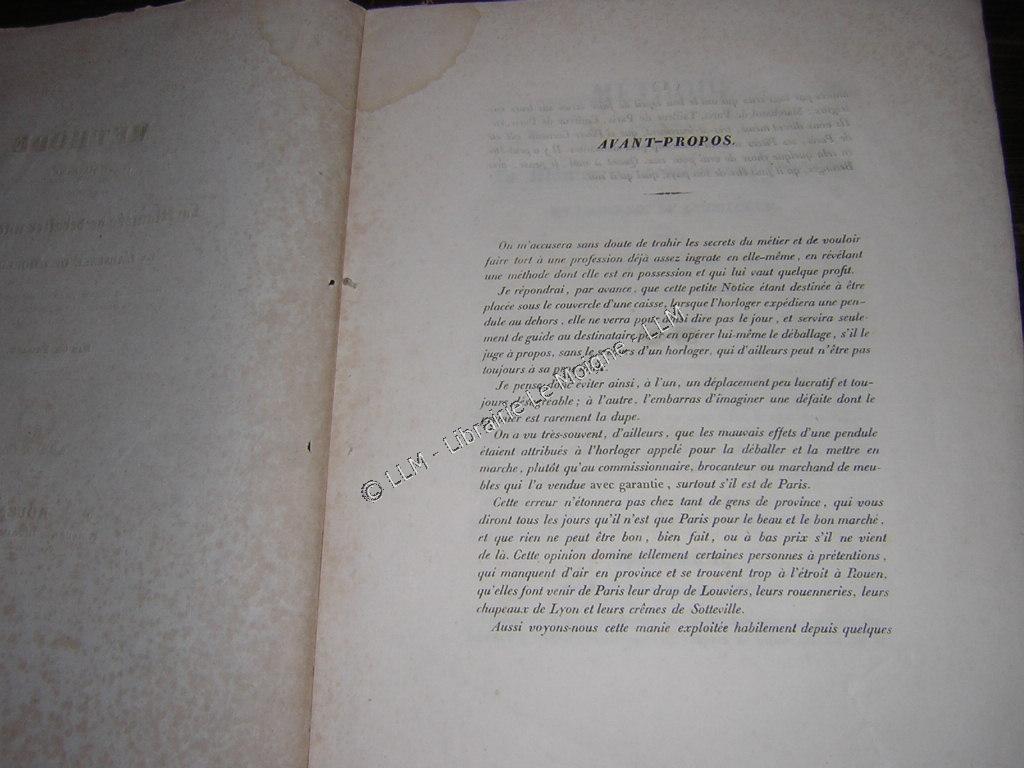 METHODE
AVANT-PROPOS.
On m'accusera sans doute de trahir les secrets du métier et de vouloir
faire tort à une profession déjà assez ingrate en elle-même, en révélant
une méthode dont elle est en possession et qui lui vaut quelque profit.
Je répondrai, par avance, que cette petite Notice étant destinée à être
placée sous le couvercle d'une caisse, lorsque l'horloger expédiera une pen-
dule au dehors, elle ne verra pour ainsi dire pas le jour, et servira seule-
ment de guide au destinataire pour en opérer lui-même le déballage, s'il le
juge à propos, sans le secours d'un horloger, qui d'ailleurs peut n'être pas
toujours à sa
Je pense donc éviter ainsi, à l'un, un déplacement peu lucratif et tou-
jours désagréable ; à l'autre, l'embarras d'imaginer une défaite dont le
est rarement la dupe.
On a vu très-souvent, d'ailleurs, que les mauvais effets d'une pendule
étaient attribués à l'horloger appelé pour la déballer et la mettre en
marche, plutôt qu'au commissionnaire, brocanteur ou marchand de meu-
bles qui l'a vendue avec garantie, surtout s'il est de Paris.
Cette erreur n'étonnera pas chez tant de gens de province, qui vous
diront tous les jours qu'il n'est que Paris pour le beau et le bon marché,
et que rien ne peut être bon, bien fait, ou à bas prix s'il ne vient
de là. Cette opinion domine tellement certaines personnes à prétentions,
qui manquent d'air en province et se trouvent trop à l'étroit à Rouen,
qu'elles font venir de Paris leur drap de Louviers, leurs rouenneries, leurs
chapeaux de Lyon et leurs crêmes de Sotteville.
Aussi voyons-nous cette manie exploitée habilement depuis quelques
© LLM - Librairie Le Moigne - LLM